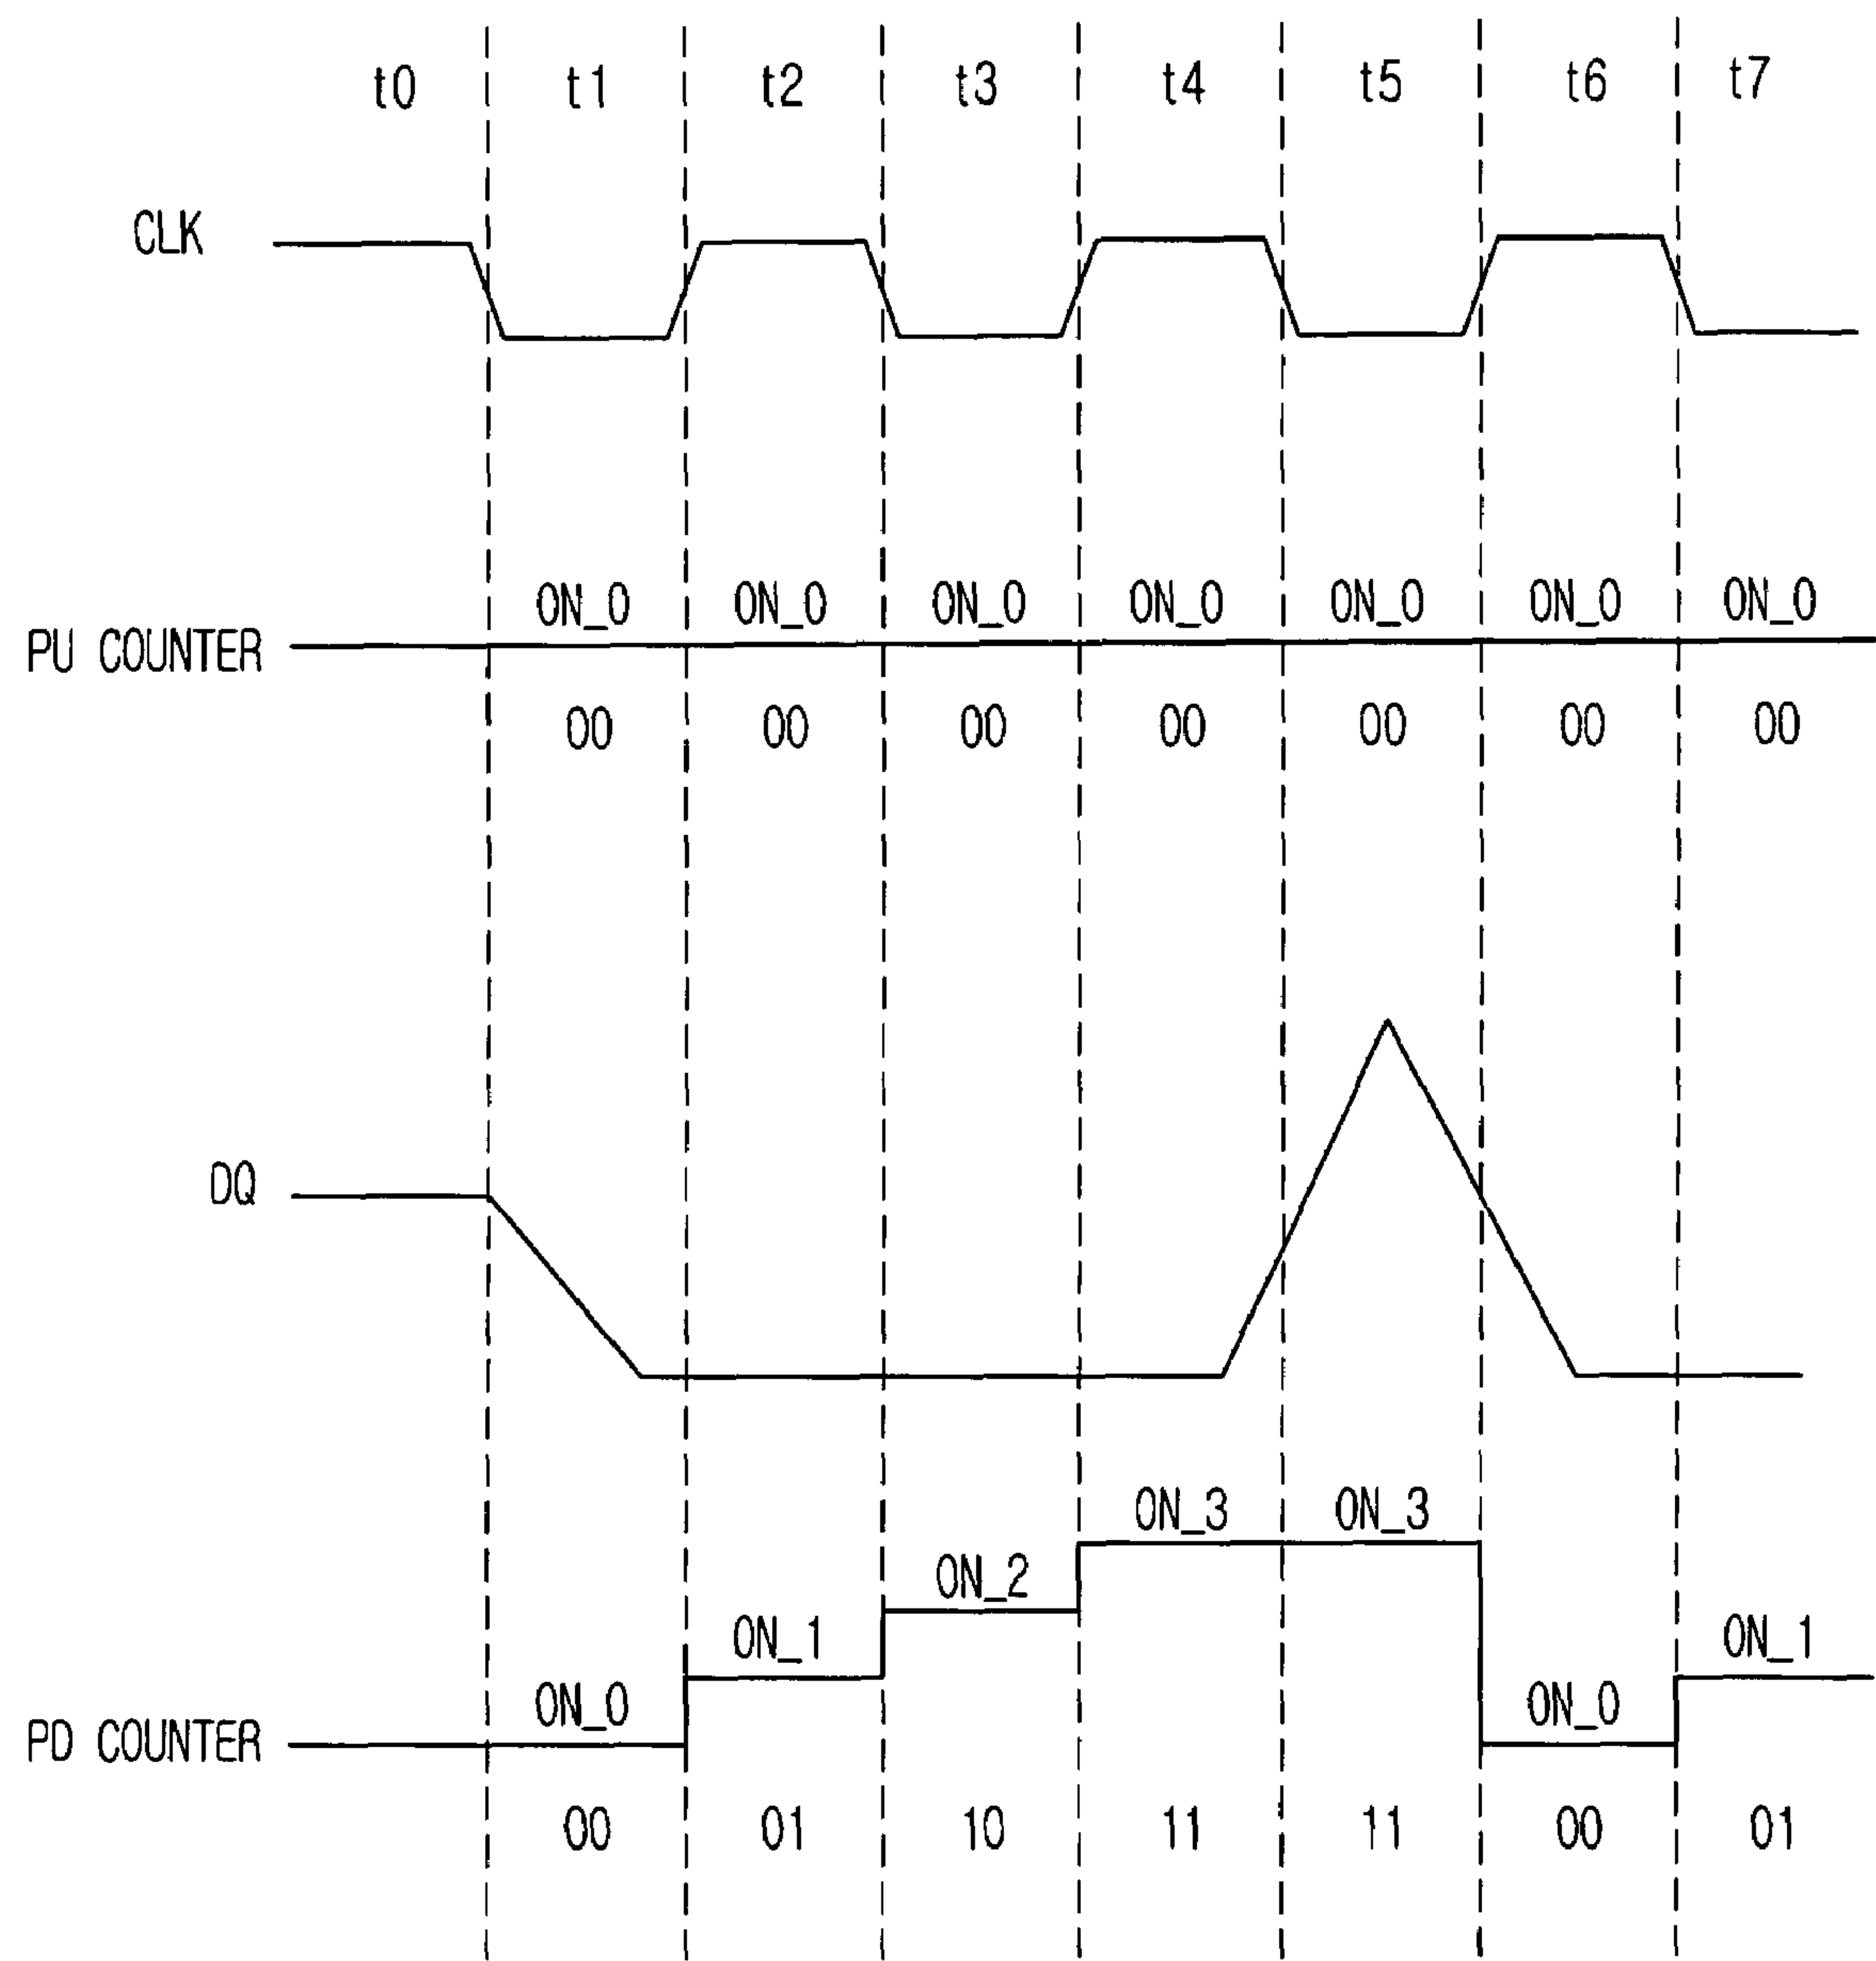 t0 t1 t2 t3 t4 t5 t6 t7
CLK
ON_0 ON_0 ON_0 ON_0 ON_0 ON_0 ON_0
PU COUNTER
00 00 00 00 00 00 00
DQ
ON_3 ON_3
ON_2
ON_1 ON_1
ON_0 ON_0
PD COUNTER
00 01 10 11 11 00 01